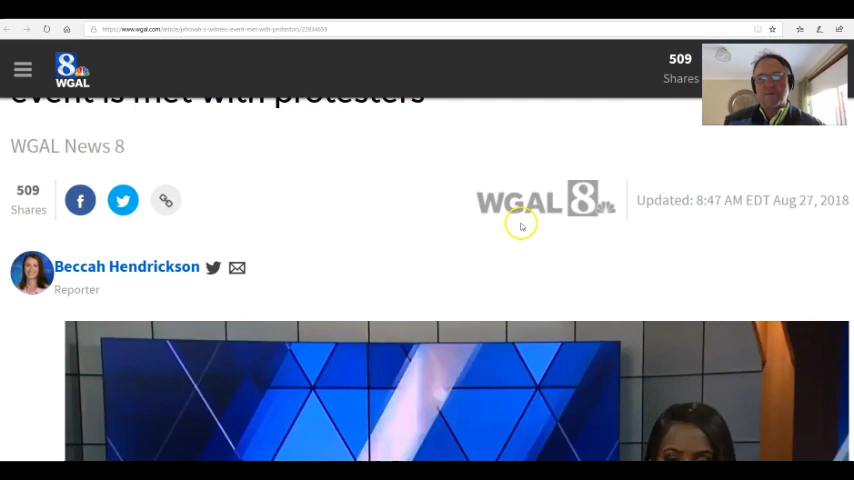 https://www.wgal.com/article/jehovah-s-witness-event-met-with-protestors/22834659
8
WGAL
509
Shares
event is met with protesters
WGAL News 8
509
Shares
WGAL 8
Updated: 8:47 AM EDT Aug 27, 2018
Beccah Hendrickson
Reporter